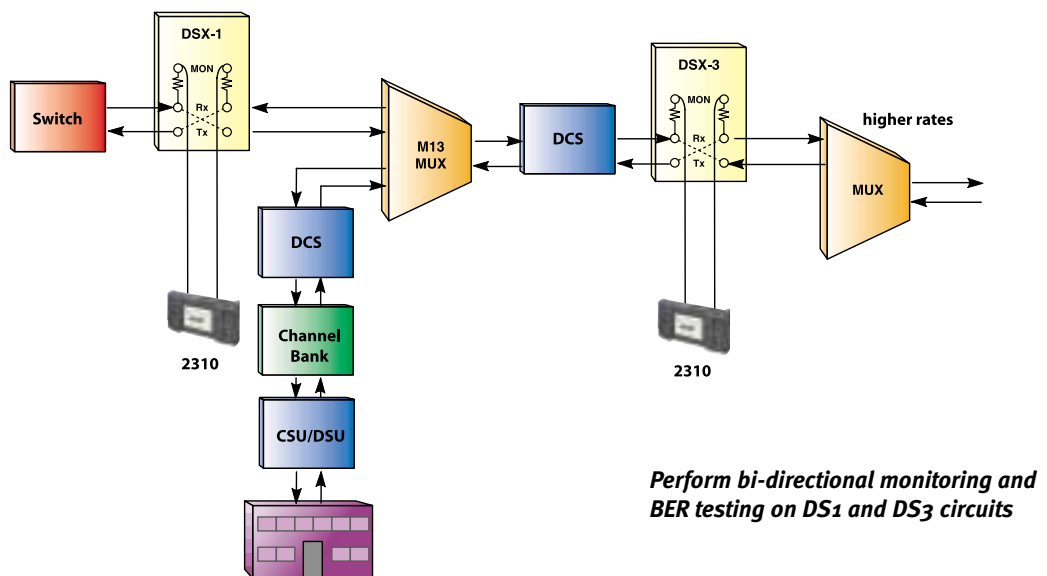 DSX-1
MON
Rx
Tx
Switch
M13
MUX
DCS
DSX-3
MON
Rx
Tx
higher rates
MUX
DCS
Channel
Bank
CSU/DSU
2310
2310
Perform bi-directional monitoring and
BER testing on DS1 and DS3 circuits